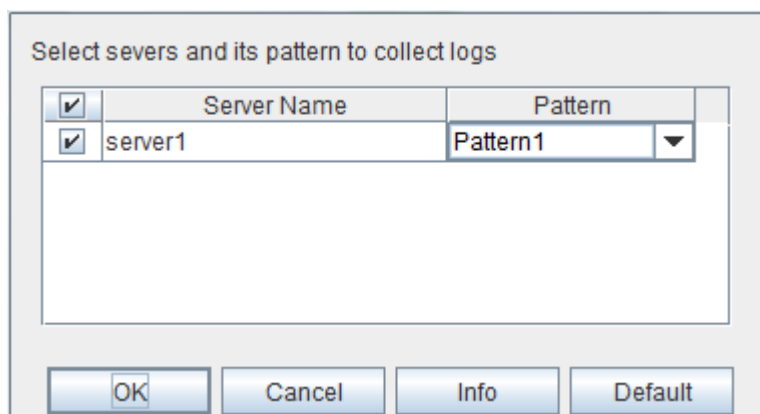 Select severs and its pattern to collect logs
Server Name Pattern
server1 Pattern1
OK Cancel Info Default